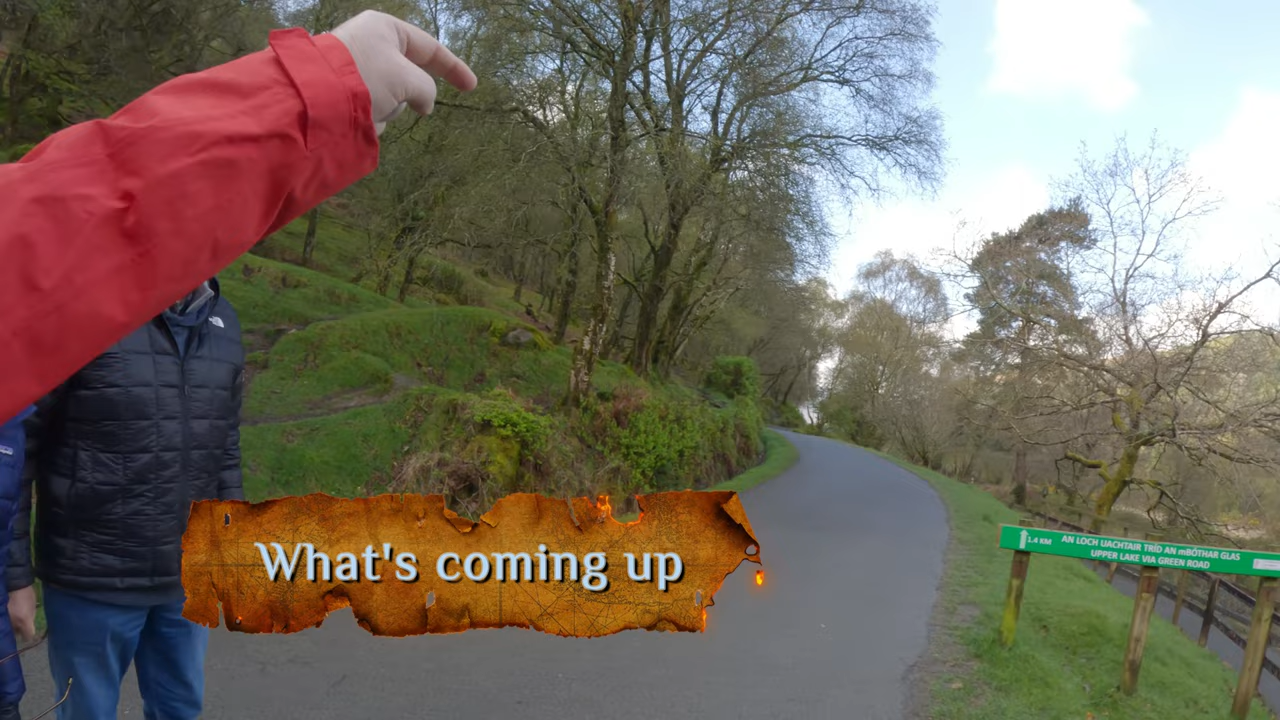 What's coming up
1.4 KM
AN LOCH UACHTAIR TRÍD AN mBÓTHAR GLAS
UPPER LAKE VIA GREEN ROAD